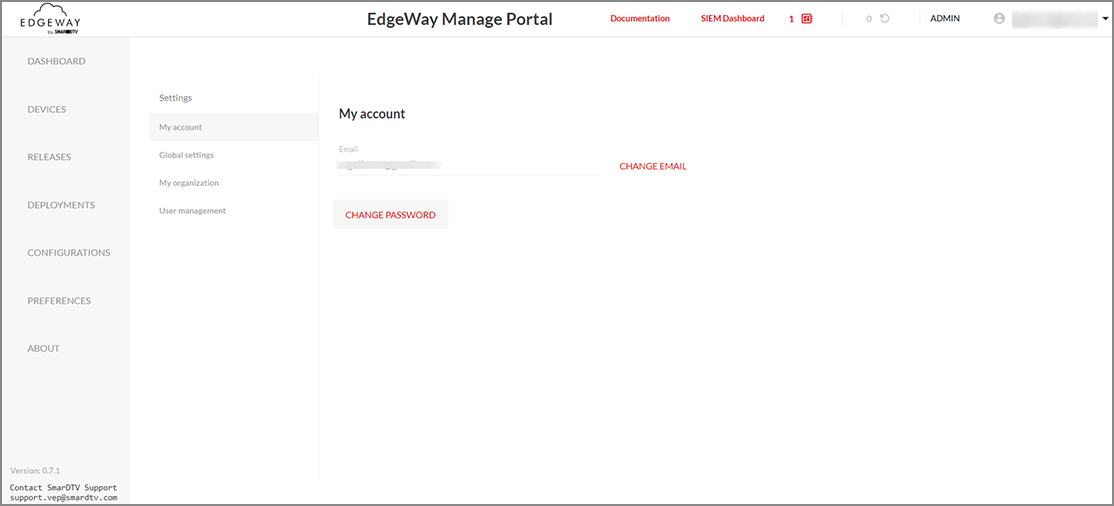 EDGEWAY
by SMARDTV
EdgeWay Manage Portal
Documentation
SIEM Dashboard
1
0
ADMIN
DASHBOARD
DEVICES
RELEASES
DEPLOYMENTS
CONFIGURATIONS
PREFERENCES
ABOUT
Version: 0.7.1
Contact SmarDTV Support
support.vep@smardtv.com
Settings
My account
Global settings
My organization
User management
My account
Email
CHANGE EMAIL
CHANGE PASSWORD